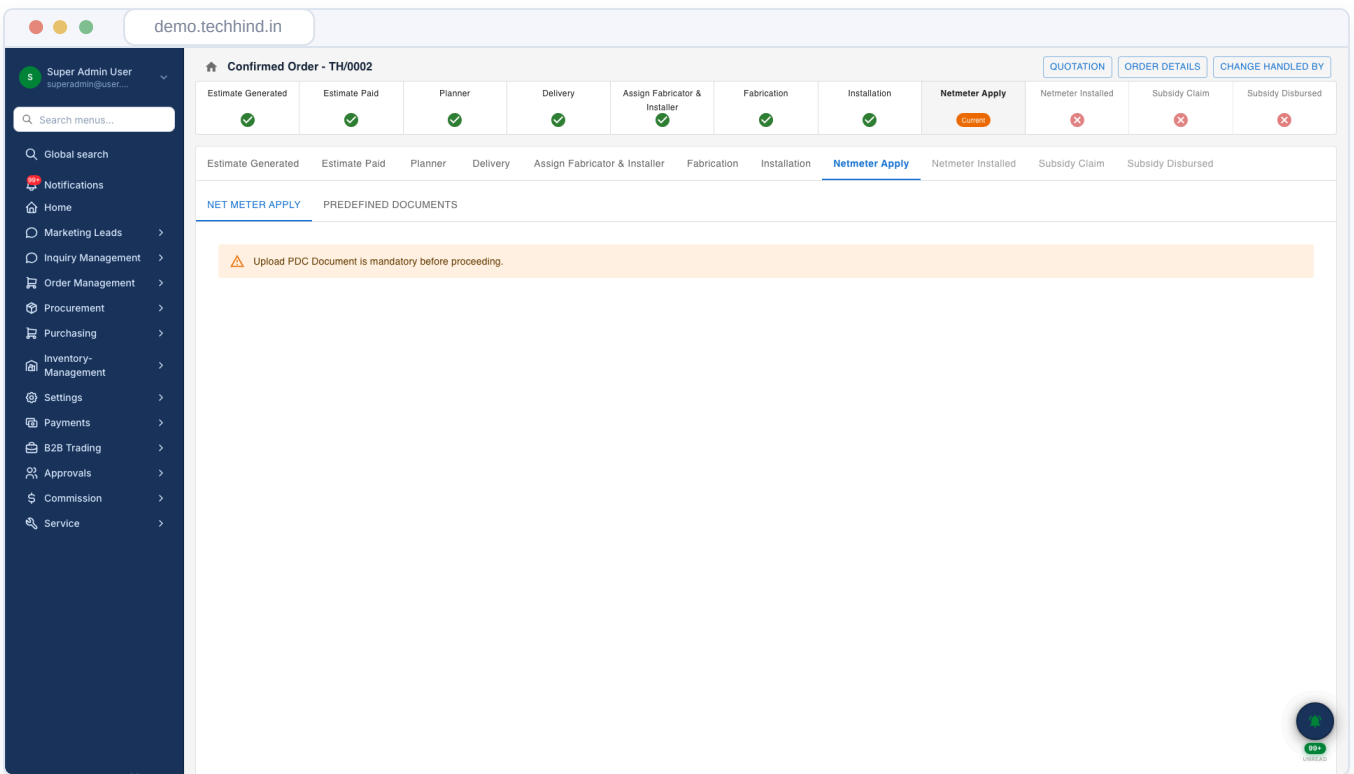 demo.techhind.in
S
Super Admin User
superadmin@user....
Search menus...
Global search
99+
Notifications
Home
Marketing Leads
Inquiry Management
Order Management
Procurement
Purchasing
Inventory-
Management
Settings
Payments
B2B Trading
Approvals
Commission
Service
Confirmed Order - TH/0002
QUOTATION
ORDER DETAILS
CHANGE HANDLED BY
Estimate Generated
Estimate Paid
Planner
Delivery
Assign Fabricator &
Installer
Fabrication
Installation
Netmeter Apply
Current
Netmeter Installed
Subsidy Claim
Subsidy Disbursed
Estimate Generated
Estimate Paid
Planner
Delivery
Assign Fabricator & Installer
Fabrication
Installation
Netmeter Apply
Netmeter Installed
Subsidy Claim
Subsidy Disbursed
NET METER APPLY
PREDEFINED DOCUMENTS
Upload PDC Document is mandatory before proceeding.
99+
UNREAD